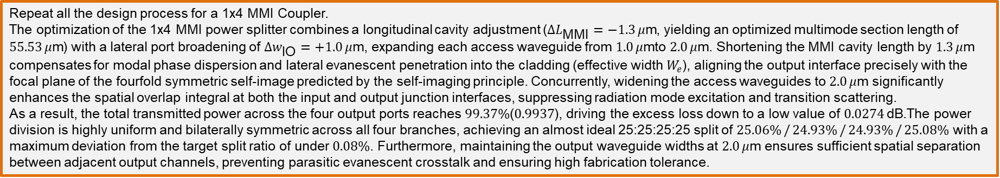 Repeat all the design process for a 1x4 MMI Coupler.
The optimization of the 1x4 MMI power splitter combines a longitudinal cavity adjustment (Δ𝐿MMI = −1.3 𝜇m, yielding an optimized multimode section length of
55.53 𝜇m) with a lateral port broadening of Δ𝑤IO = +1.0 𝜇m, expanding each access waveguide from 1.0 𝜇mto 2.0 𝜇m. Shortening the MMI cavity length by 1.3 𝜇m
compensates for modal phase dispersion and lateral evanescent penetration into the cladding (effective width 𝑊𝑒), aligning the output interface precisely with the
focal plane of the fourfold symmetric self-image predicted by the self-imaging principle. Concurrently, widening the access waveguides to 2.0 𝜇m significantly
enhances the spatial overlap integral at both the input and output junction interfaces, suppressing radiation mode excitation and transition scattering.
As a result, the total transmitted power across the four output ports reaches 99.37%(0.9937), driving the excess loss down to a low value of 0.0274 dB.The power
division is highly uniform and bilaterally symmetric across all four branches, achieving an almost ideal 25:25:25:25 split of 25.06% / 24.93% / 24.93% / 25.08% with a
maximum deviation from the target split ratio of under 0.08%. Furthermore, maintaining the output waveguide widths at 2.0 𝜇m ensures sufficient spatial separation
between adjacent output channels, preventing parasitic evanescent crosstalk and ensuring high fabrication tolerance.